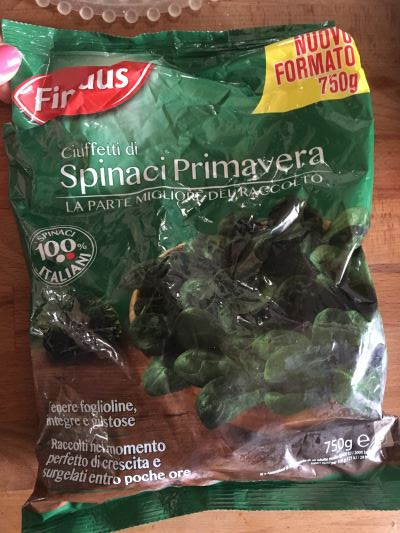 Findus
NUOVO
FORMATO
750g
Ciuffetti di
Spinaci Primavera
LA PARTE MIGLIORE DEL RACCOLTO
SPINACI
100%
ITALIANI
Tenere foglioline,
integre e gustose
Raccolti nel momento
perfetto di crescita e
surgelati entro poche ore
750g e